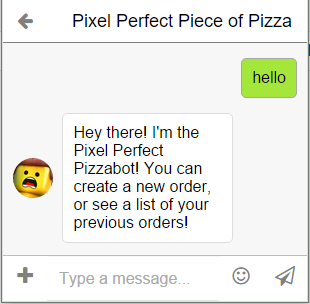 Pixel Perfect Piece of Pizza
hello
Hey there! I'm the
Pixel Perfect
Pizzabot! You can
create a new order,
or see a list of your
previous orders!
Type a message...